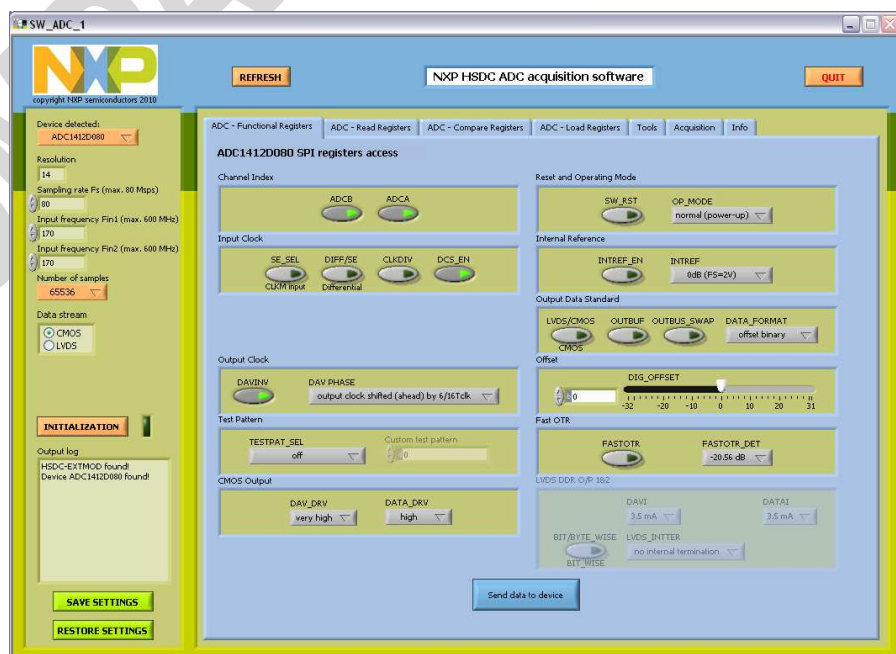 SW_ADC_1
NXP
copyright NXP semiconductors 2010
REFRESH
NXP HSDC ADC acquisition software
QUIT
Device detected:
ADC1412D080
Resolution
14
Sampling rate Fs (max. 80 Msps)
80
Input frequency Fin1 (max. 600 MHz)
170
Input frequency Fin2 (max. 600 MHz)
170
Number of samples
65536
Data stream
CMOS
LVDS
INITIALIZATION
Output log
HSDC-EXTMOD found!
Device ADC1412D080 found!
SAVE SETTINGS
RESTORE SETTINGS
ADC - Functional Registers ADC - Read Registers ADC - Compare Registers ADC - Load Registers Tools Acquisition Info
ADC1412D080 SPI registers access
Channel Index
ADCB ADCA
Input Clock
SE_SEL DIFF/SE CLKDIV DCS_EN
CLKM input Differential
Output Clock
DAVINV DAV PHASE
output clock shifted (ahead) by 6/16Tclk
Test Pattern
TESTPAT_SEL Custom test pattern
off 0
CMOS Output
DAV_DRV DATA_DRV
very high high
Reset and Operating Mode
SW_RST OP_MODE
normal (power-up)
Internal Reference
INTREF_EN INTREF
0dB (FS=2V)
Output Data Standard
LVDS/CMOS OUTBUF OUTBUS_SWAP DATA_FORMAT
offset binary
CMOS
Offset
DIG_OFFSET
0
-32 -20 -10 0 10 20 31
Fast OTR
FASTOTR FASTOTR_DET
-20.56 dB
LVDS DDR O/P 1&2
DAVI DATAI
3.5 mA 3.5 mA
BIT/BYTE_WISE LVDS_INTTER
no internal termination
BIT_WISE
Send data to device